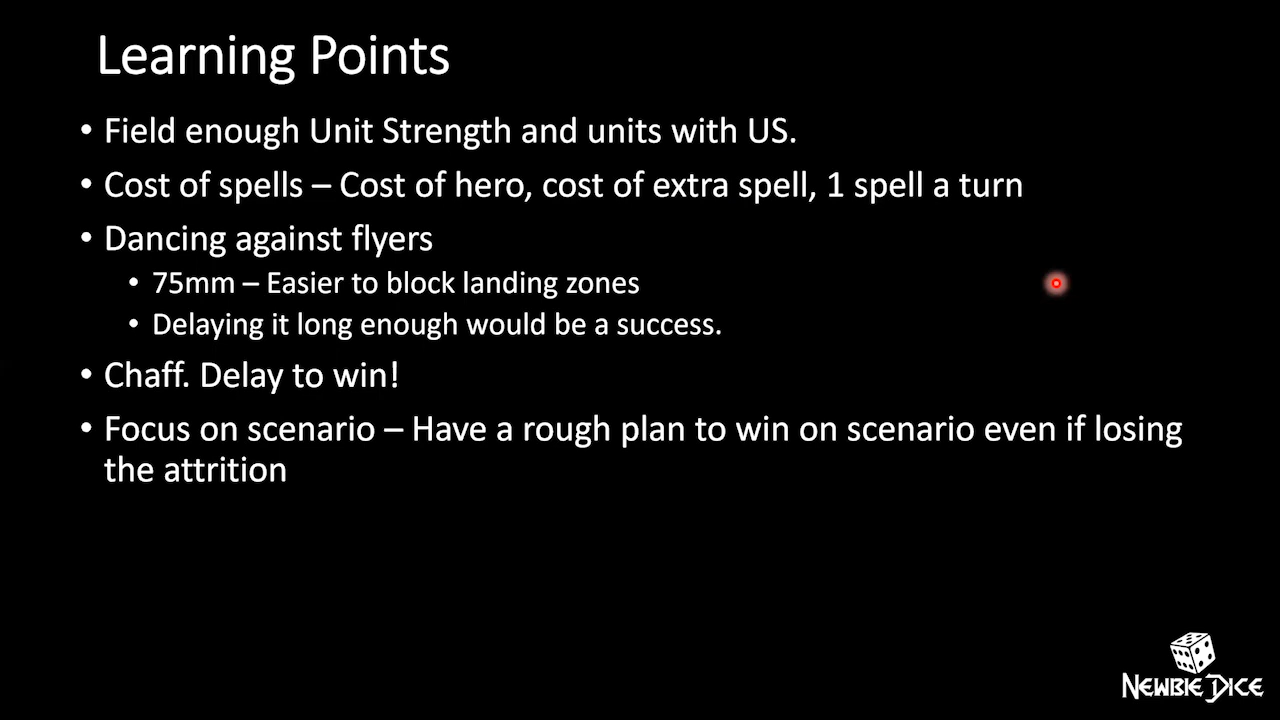 Learning Points
• Field enough Unit Strength and units with US.
• Cost of spells – Cost of hero, cost of extra spell, 1 spell a turn
• Dancing against flyers
• 75mm – Easier to block landing zones
• Delaying it long enough would be a success.
• Chaff. Delay to win!
• Focus on scenario – Have a rough plan to win on scenario even if losing
the attrition
NEWBIE DICE